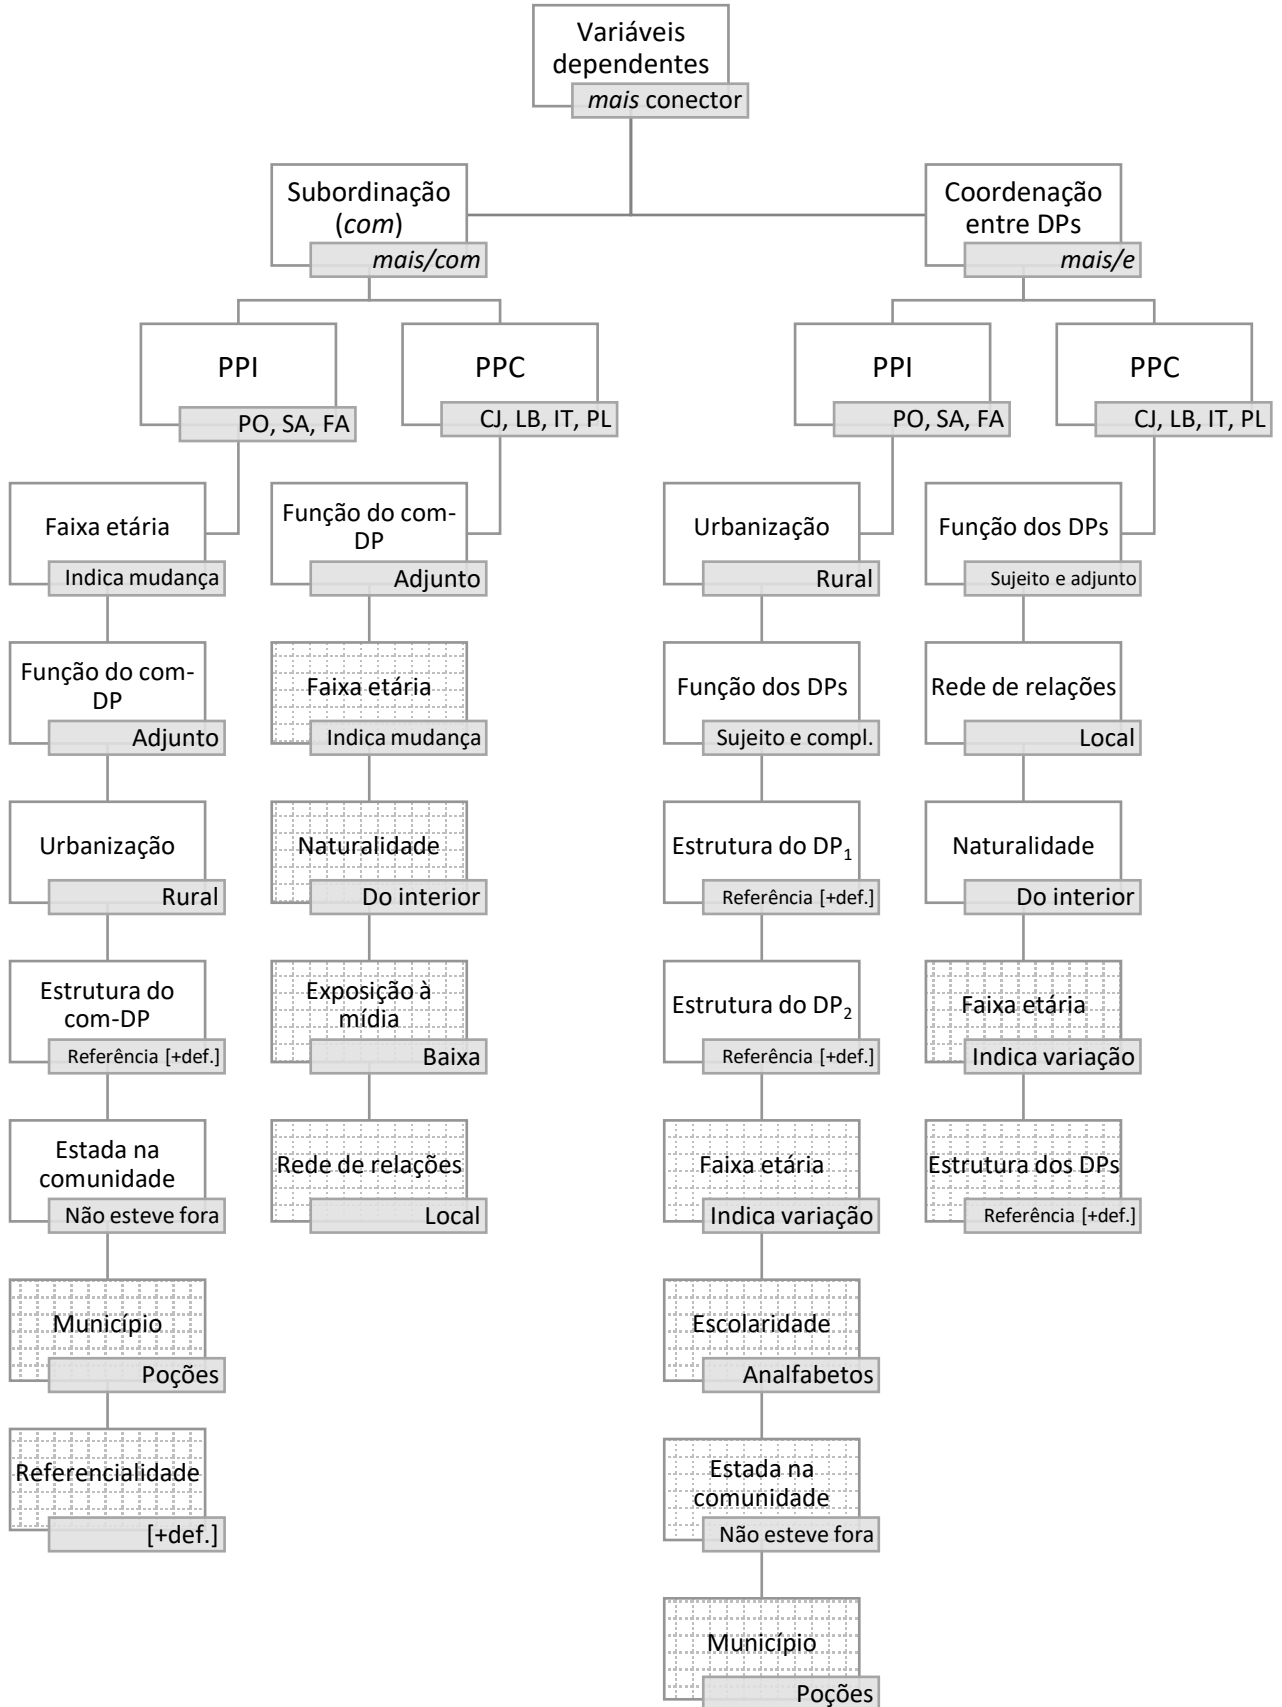 Variáveis
dependentes
mais conector
Subordinação
(com)
mais/com
Coordenação
entre DPs
mais/e
PPI
PO, SA, FA
PPC
CJ, LB, IT, PL
PPI
PO, SA, FA
PPC
CJ, LB, IT, PL
Faixa etária
Indica mudança
Função do com-
DP
Adjunto
Urbanização
Rural
Estrutura do
com-DP
Referência [+def.]
Estada na
comunidade
Não esteve fora
Município
Poções
Referencialidade
[+def.]
Função do com-
DP
Adjunto
Faixa etária
Indica mudança
Naturalidade
Do interior
Exposição à
mídia
Baixa
Rede de relações
Local
Urbanização
Rural
Função dos DPs
Sujeito e compl.
Estrutura do DP1
Referência [+def.]
Estrutura do DP2
Referência [+def.]
Faixa etária
Indica variação
Escolaridade
Analfabetos
Estada na
comunidade
Não esteve fora
Município
Poções
Função dos DPs
Sujeito e adjunto
Rede de relações
Local
Naturalidade
Do interior
Faixa etária
Indica variação
Estrutura dos DPs
Referência [+def.]